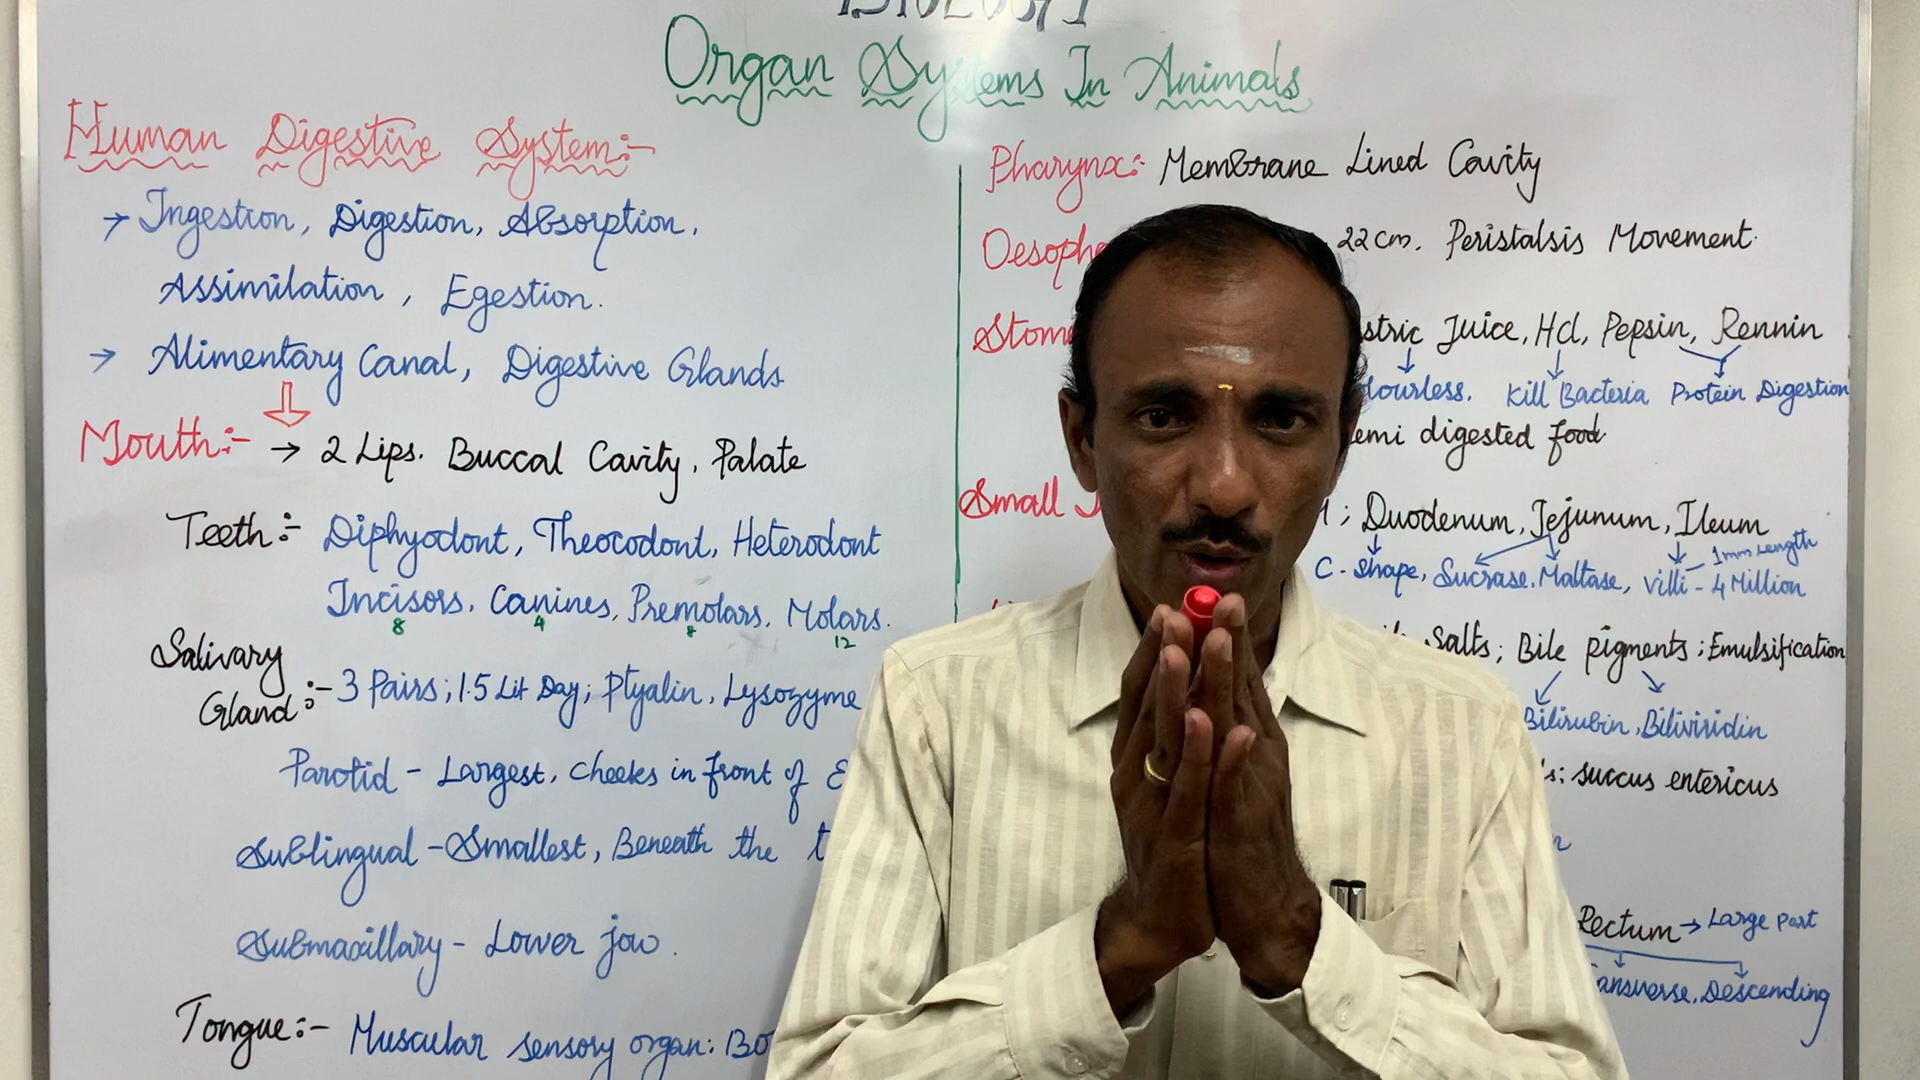 Organ Systems In Animals
Human Digestive System:-
→ Ingestion, Digestion, Absorption,
Assimilation, Egestion.
→ Alimentary Canal, Digestive Glands
Mouth:- → 2 Lips. Buccal Cavity, Palate
Teeth:- Diphyodont, Theocodont, Heterodont
Incisors, Canines, Premolars, Molars.
8 4 8 12
Salivary
Gland:- 3 Pairs; 1.5 Lit Day; Ptyalin, Lysozyme
Parotid - Largest, cheeks in front of
Sublingual - Smallest, Beneath the
Submaxillary - Lower jow.
Tongue:- Muscular sensory organ:
Pharynx:- Membrane Lined Cavity
22 cm. Peristalsis Movement.
Juice, Hcl, Pepsin, Rennin
Kill Bacteria Protein Digestion
digested food
Small ; Duodenum, Jejunum, Ileum
1mm Length
C-shape, Sucrase, Maltase, villi - 4 Million
Salts; Bile pigments; Emulsification
Bilirubin, Biliviridin
succus entericus
Rectum → Large part
Descending